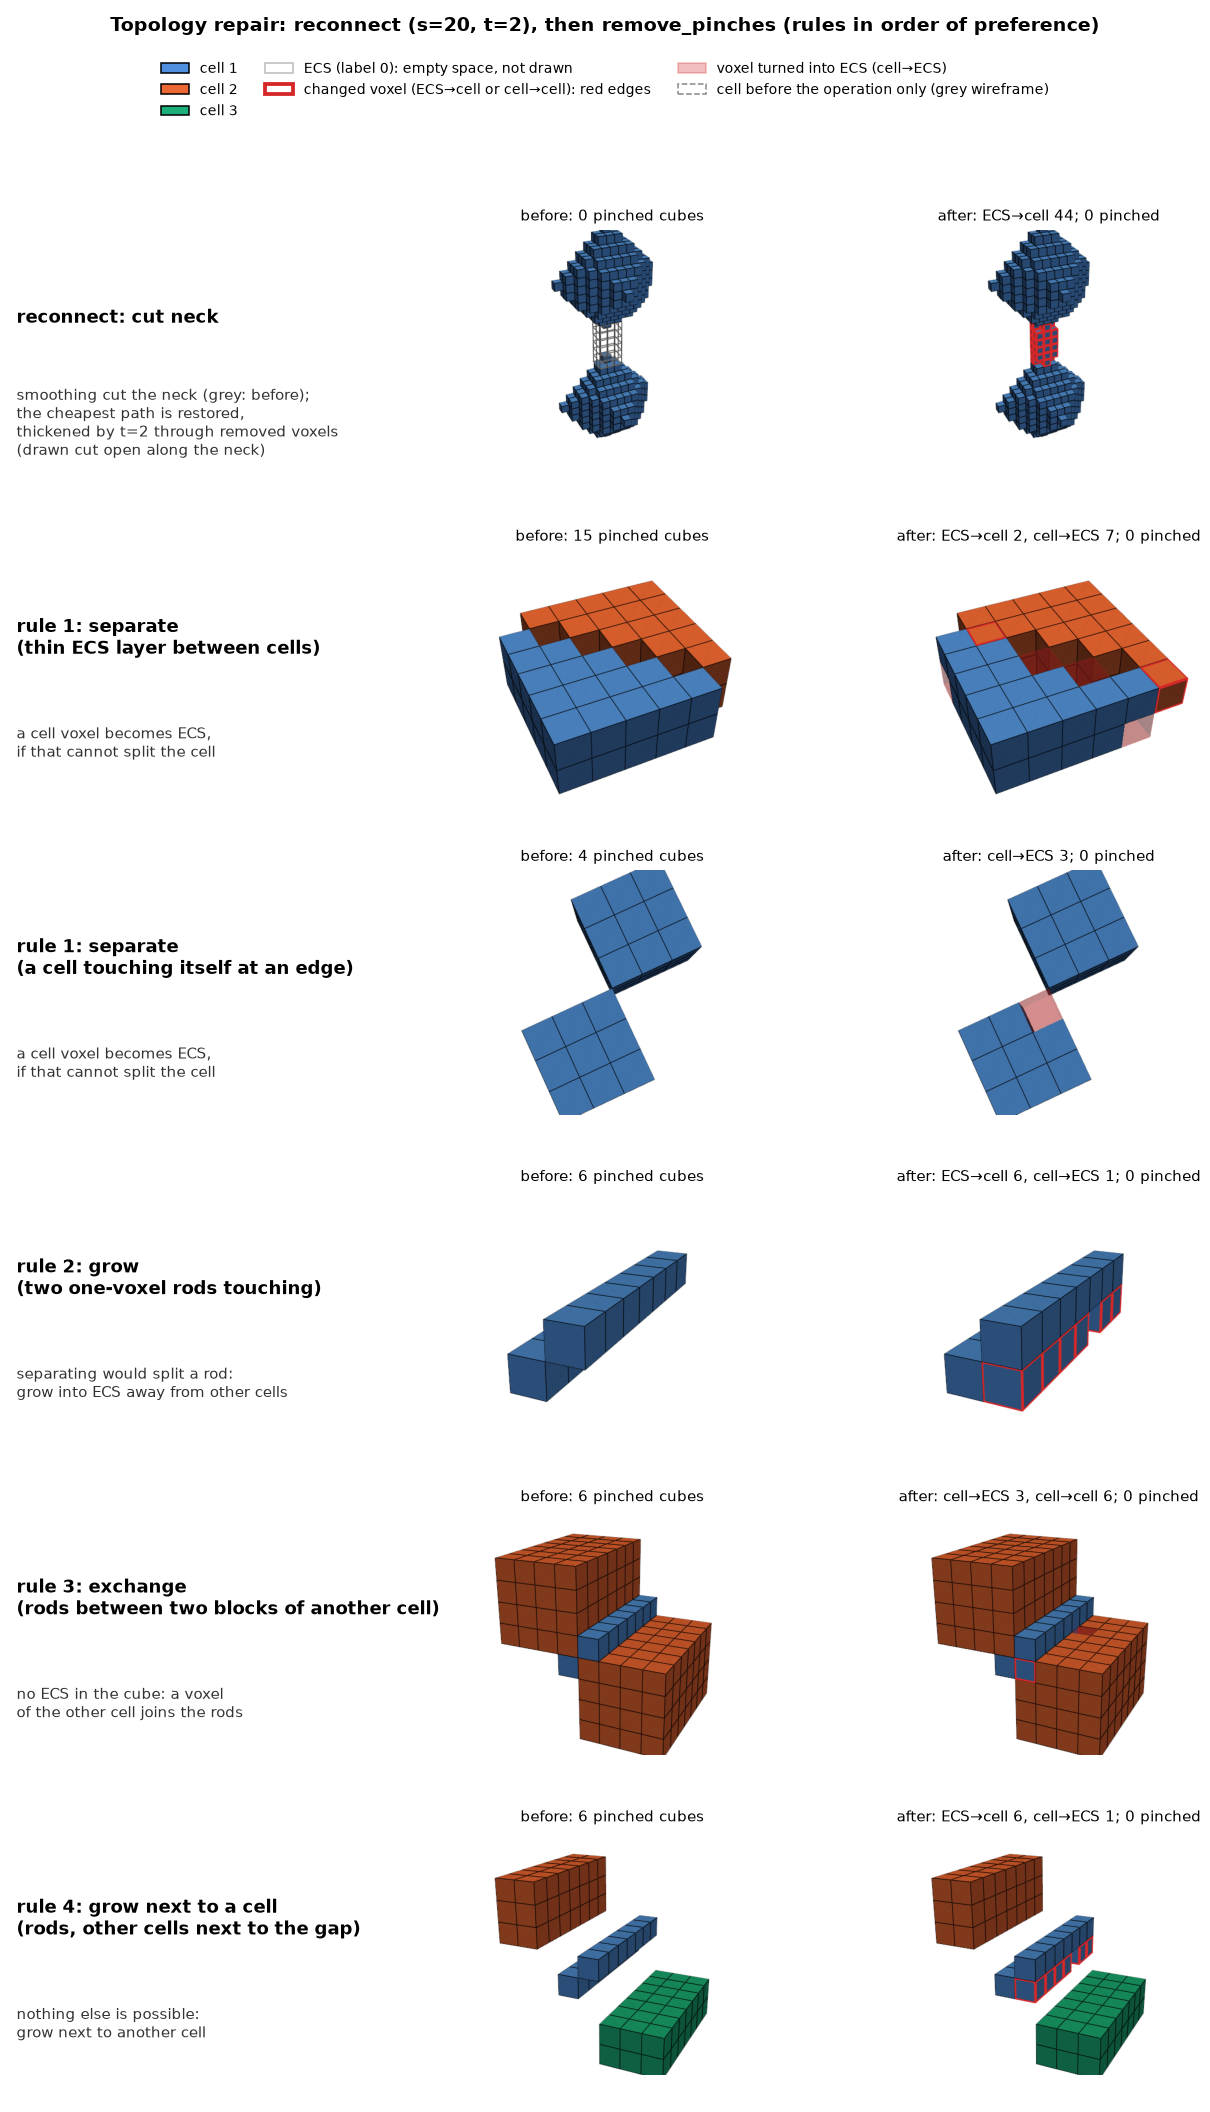 Topology repair: reconnect (s=20, t=2), then remove_pinches (rules in order of preference)
cell 1
cell 2
cell 3
ECS (label 0): empty space, not drawn
changed voxel (ECS→cell or cell→cell): red edges
voxel turned into ECS (cell→ECS)
cell before the operation only (grey wireframe)
before: 0 pinched cubes
after: ECS→cell 44; 0 pinched
reconnect: cut neck
smoothing cut the neck (grey: before);
the cheapest path is restored,
thickened by t=2 through removed voxels
(drawn cut open along the neck)
before: 15 pinched cubes
after: ECS→cell 2, cell→ECS 7; 0 pinched
rule 1: separate
(thin ECS layer between cells)
a cell voxel becomes ECS,
if that cannot split the cell
before: 4 pinched cubes
after: cell→ECS 3; 0 pinched
rule 1: separate
(a cell touching itself at an edge)
a cell voxel becomes ECS,
if that cannot split the cell
before: 6 pinched cubes
after: ECS→cell 6, cell→ECS 1; 0 pinched
rule 2: grow
(two one-voxel rods touching)
separating would split a rod:
grow into ECS away from other cells
before: 6 pinched cubes
after: cell→ECS 3, cell→cell 6; 0 pinched
rule 3: exchange
(rods between two blocks of another cell)
no ECS in the cube: a voxel
of the other cell joins the rods
before: 6 pinched cubes
after: ECS→cell 6, cell→ECS 1; 0 pinched
rule 4: grow next to a cell
(rods, other cells next to the gap)
nothing else is possible:
grow next to another cell